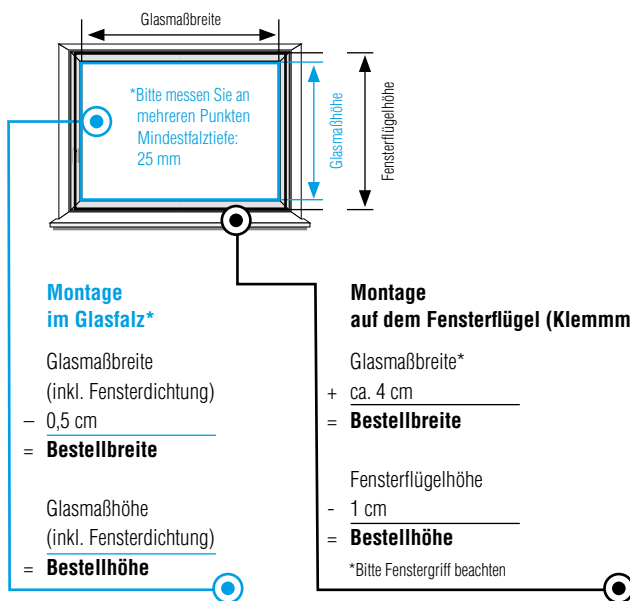 Glasmaßbreite
*Bitte messen Sie an
mehreren Punkten
Mindestfalztiefe:
25 mm
Glasmaßhöhe
Fensterflügelhöhe
Montage
im Glasfalz*
Glasmaßbreite
(inkl. Fensterdichtung)
– 0,5 cm
= Bestellbreite
Glasmaßhöhe
(inkl. Fensterdichtung)
= Bestellhöhe
Montage
auf dem Fensterflügel (Klemmm
Glasmaßbreite*
+ ca. 4 cm
= Bestellbreite
Fensterflügelhöhe
- 1 cm
= Bestellhöhe
*Bitte Fenstergriff beachten